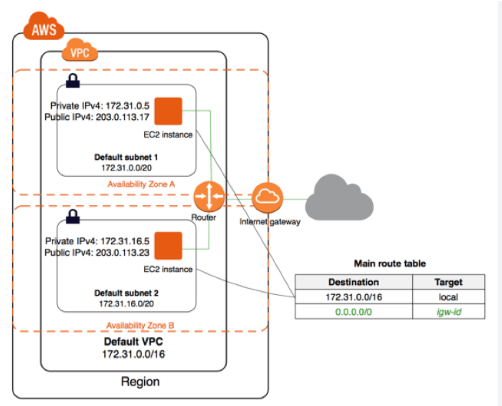 AWS
VPC
Private IPv4: 172.31.0.5
Public IPv4: 203.0.113.17
EC2 instance
Default subnet 1
172.31.0.0/20
Availability Zone A
Router
Internet gateway
Private IPv4: 172.31.16.5
Public IPv4: 203.0.113.23
EC2 instance
Default subnet 2
172.31.16.0/20
Availability Zone B
Default VPC
172.31.0.0/16
Region
Main route table
Destination Target
172.31.0.0/16 local
0.0.0.0/0 igw-id